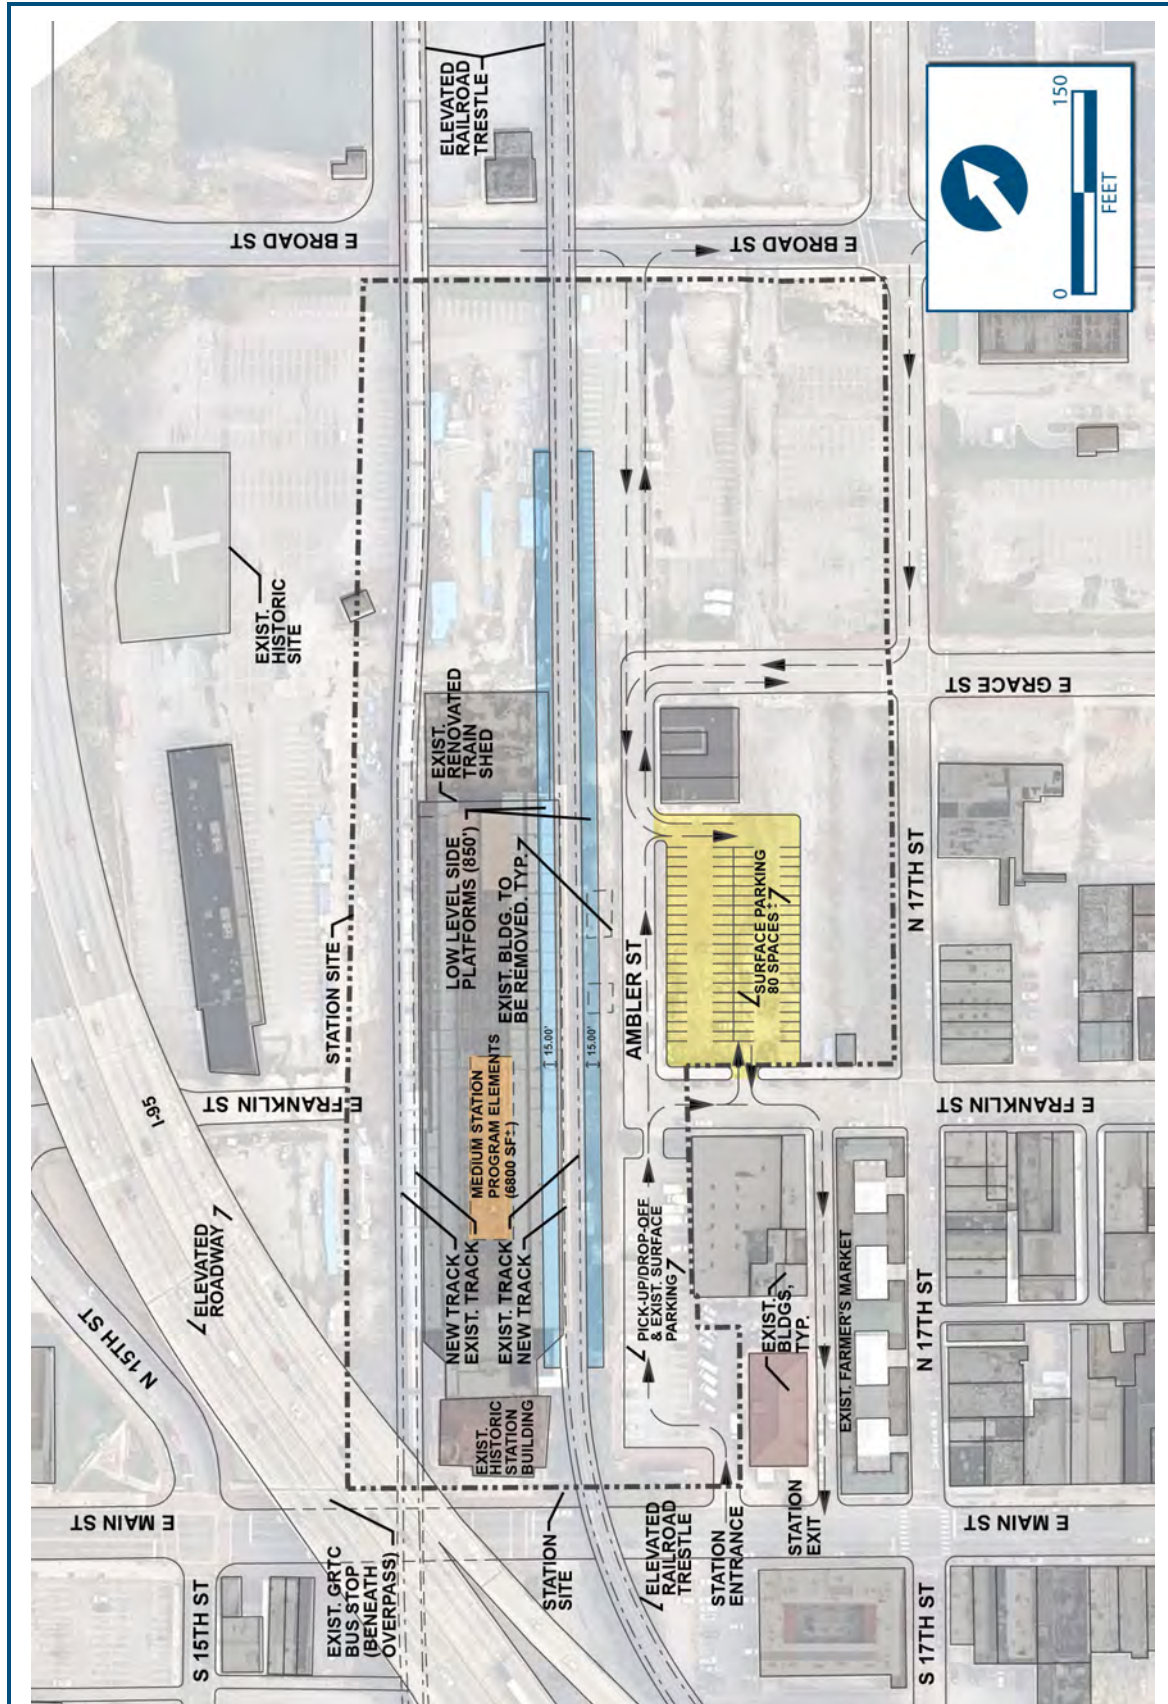 ELEVATED
RAILROAD
TRESTLE
150
FEET
0
E BROAD ST
E BROAD ST
EXIST.
HISTORIC
SITE
E GRACE ST
EXIST.
RENOVATED
TRAIN
SHED
LOW LEVEL SIDE
PLATFORMS (850')
EXIST. BLDG. TO
BE REMOVED. TYP.
STATION SITE
AMBLER ST
SURFACE PARKING
80 SPACES ±
N 17TH ST
15.00'
15.00'
MEDIUM STATION
PROGRAM ELEMENTS
(6800 SF±)
I-95
E FRANKLIN ST
E FRANKLIN ST
ELEVATED
ROADWAY
N 15TH ST
NEW TRACK
EXIST. TRACK
EXIST. TRACK
NEW TRACK
PICK-UP/DROP-OFF
& EXIST. SURFACE
PARKING
EXIST.
BLDGS,
TYP.
EXIST. FARMER'S MARKET
N 17TH ST
EXIST.
HISTORIC
STATION
BUILDING
E MAIN ST
E MAIN ST
S 15TH ST
EXIST. GRTC
BUS STOP
(BENEATH
OVERPASS)
STATION
SITE
ELEVATED
RAILROAD
TRESTLE
STATION
ENTRANCE
STATION
EXIT
S 17TH ST